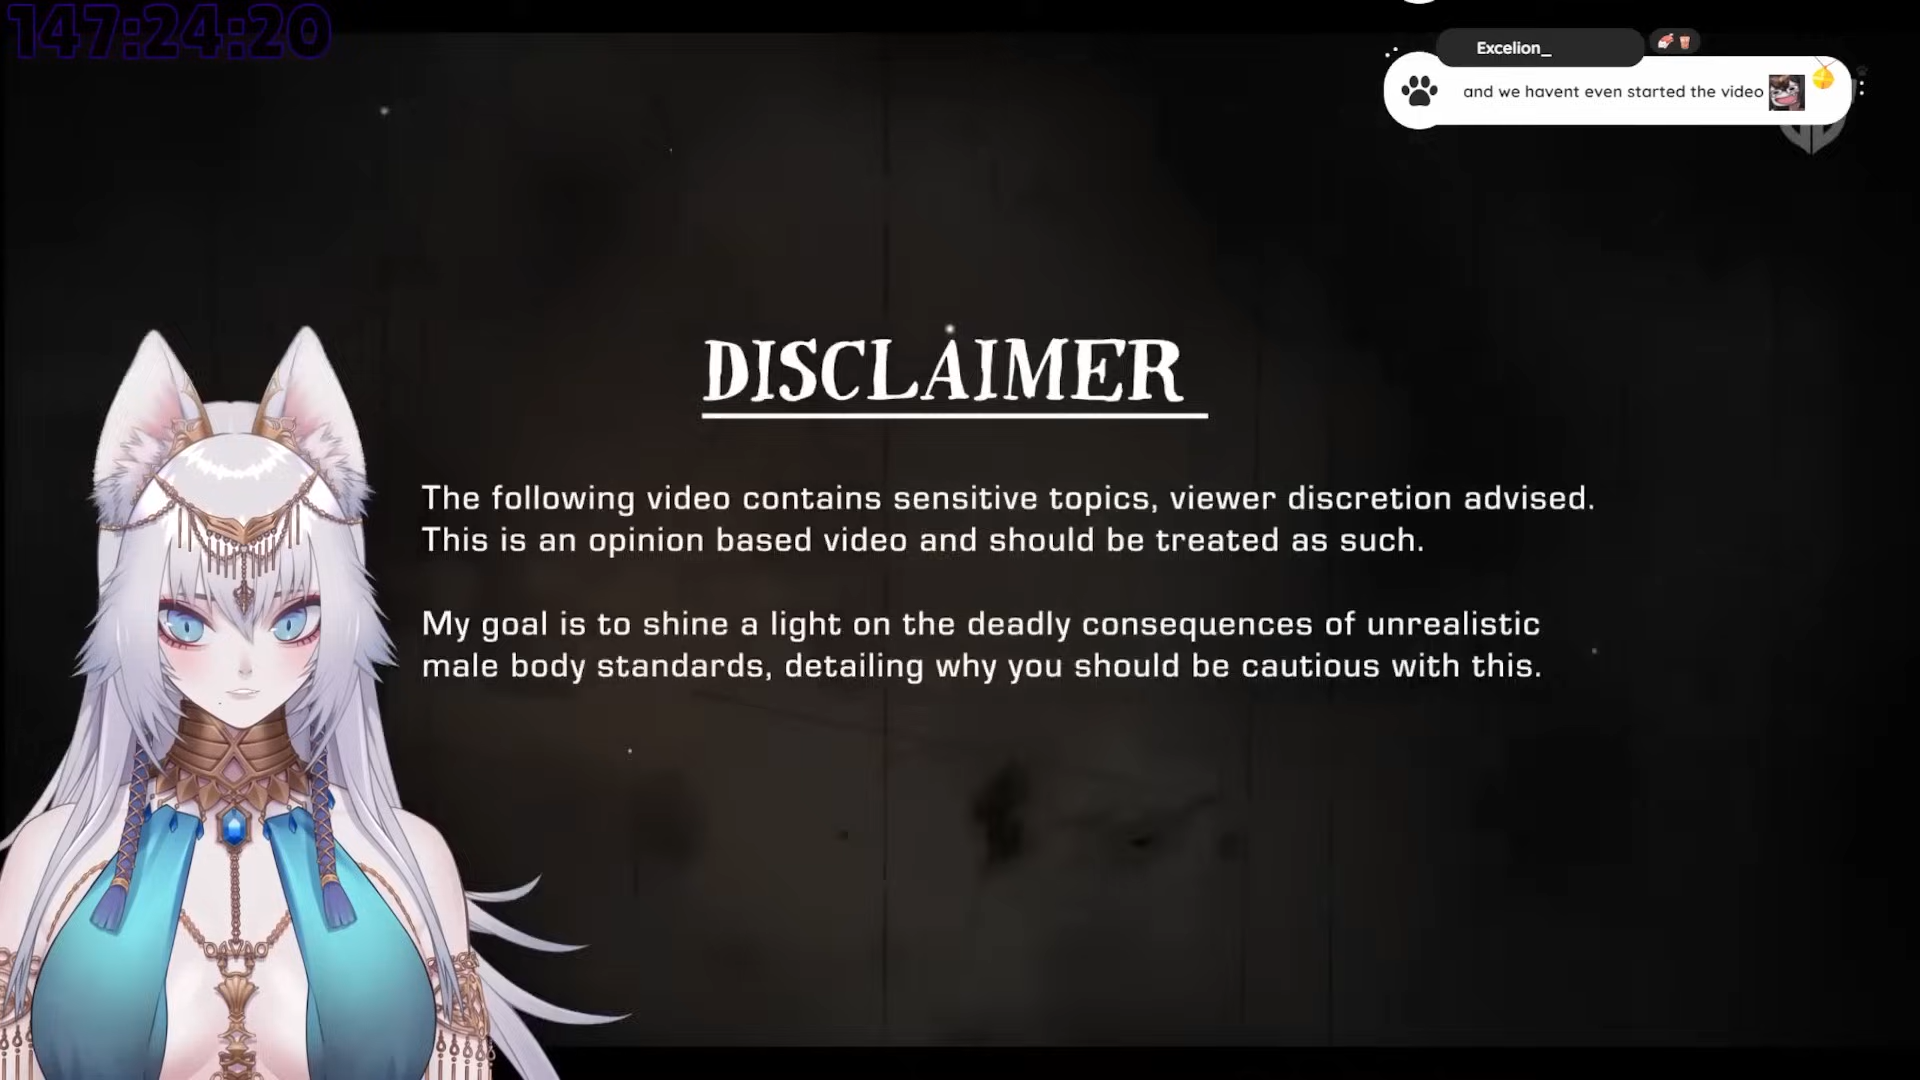 147:24:20
Excelion_
and we havent even started the video
DISCLAIMER
The following video contains sensitive topics, viewer discretion advised.
This is an opinion based video and should be treated as such.
My goal is to shine a light on the deadly consequences of unrealistic
male body standards, detailing why you should be cautious with this.